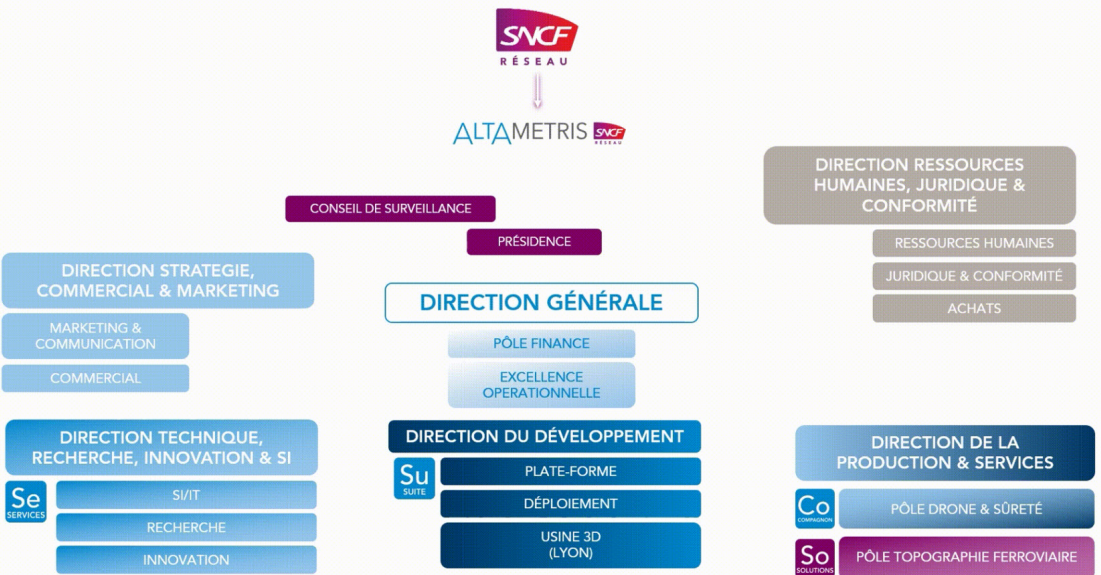 SNCF
RÉSEAU
ALTAMETRIS SNCF
RÉSEAU
CONSEIL DE SURVEILLANCE
PRÉSIDENCE
DIRECTION RESSOURCES
HUMAINES, JURIDIQUE &
CONFORMITÉ
RESSOURCES HUMAINES
JURIDIQUE & CONFORMITÉ
ACHATS
DIRECTION STRATEGIE,
COMMERCIAL & MARKETING
MARKETING &
COMMUNICATION
COMMERCIAL
DIRECTION GÉNÉRALE
PÔLE FINANCE
EXCELLENCE
OPERATIONNELLE
DIRECTION TECHNIQUE,
RECHERCHE, INNOVATION & SI
Se
SERVICES
SI/IT
RECHERCHE
INNOVATION
DIRECTION DU DÉVELOPPEMENT
Su
SUITE
PLATE-FORME
DÉPLOIEMENT
USINE 3D
(LYON)
DIRECTION DE LA
PRODUCTION & SERVICES
Co
COMPAGNON
PÔLE DRONE & SÛRETÉ
So
SOLUTIONS
PÔLE TOPOGRAPHIE FERROVIAIRE